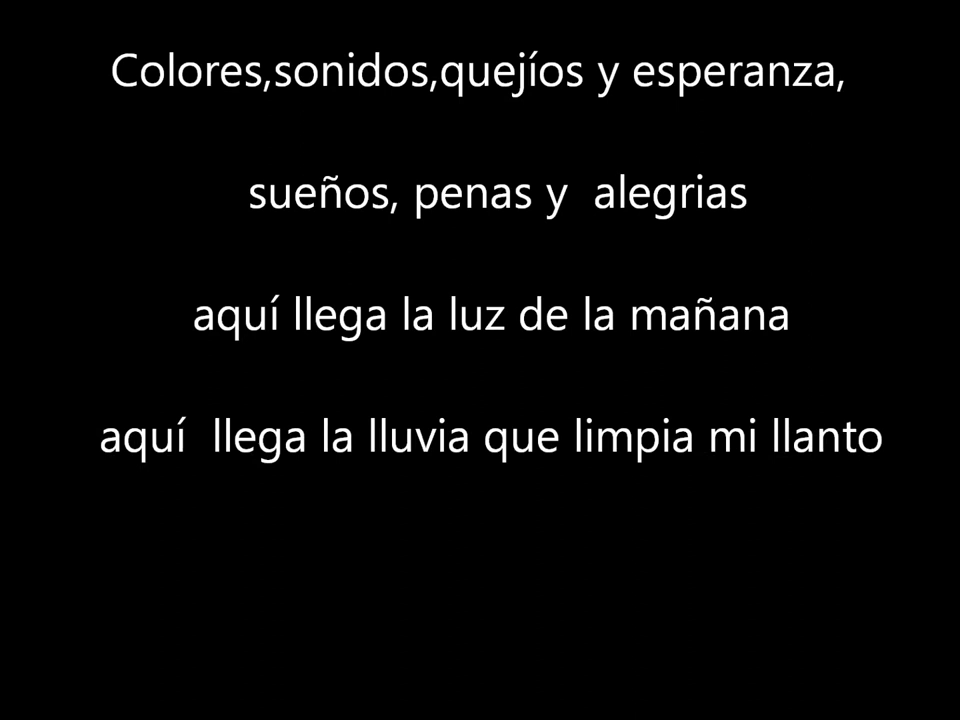 Colores,sonidos,quejíos y esperanza,
sueños, penas y  alegrias
aquí llega la luz de la mañana
aquí  llega la lluvia que limpia mi llanto